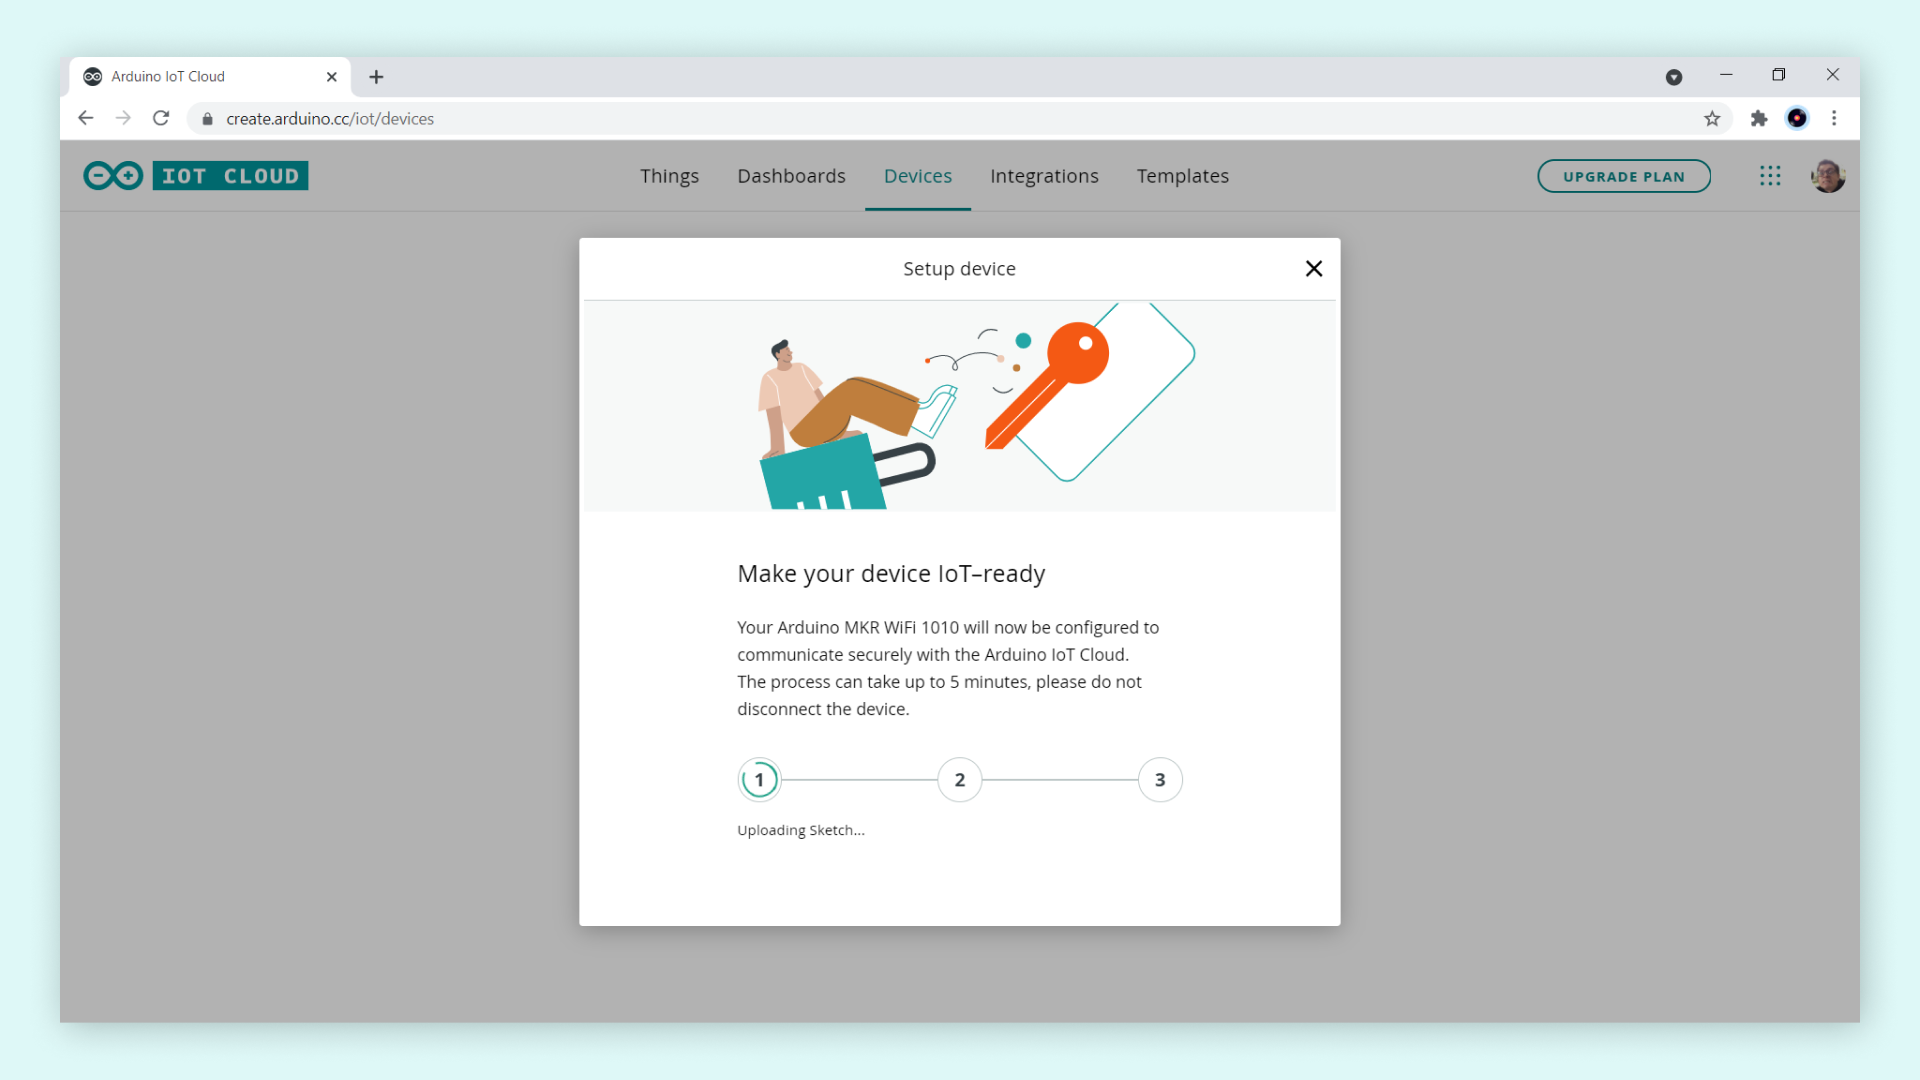 Arduino IoT Cloud
create.arduino.cc/iot/devices
IOT CLOUD
Things
Dashboards
Devices
Integrations
Templates
UPGRADE PLAN
Setup device
Make your device IoT–ready
Your Arduino MKR WiFi 1010 will now be configured to
communicate securely with the Arduino IoT Cloud.
The process can take up to 5 minutes, please do not
disconnect the device.
1
2
3
Uploading Sketch...